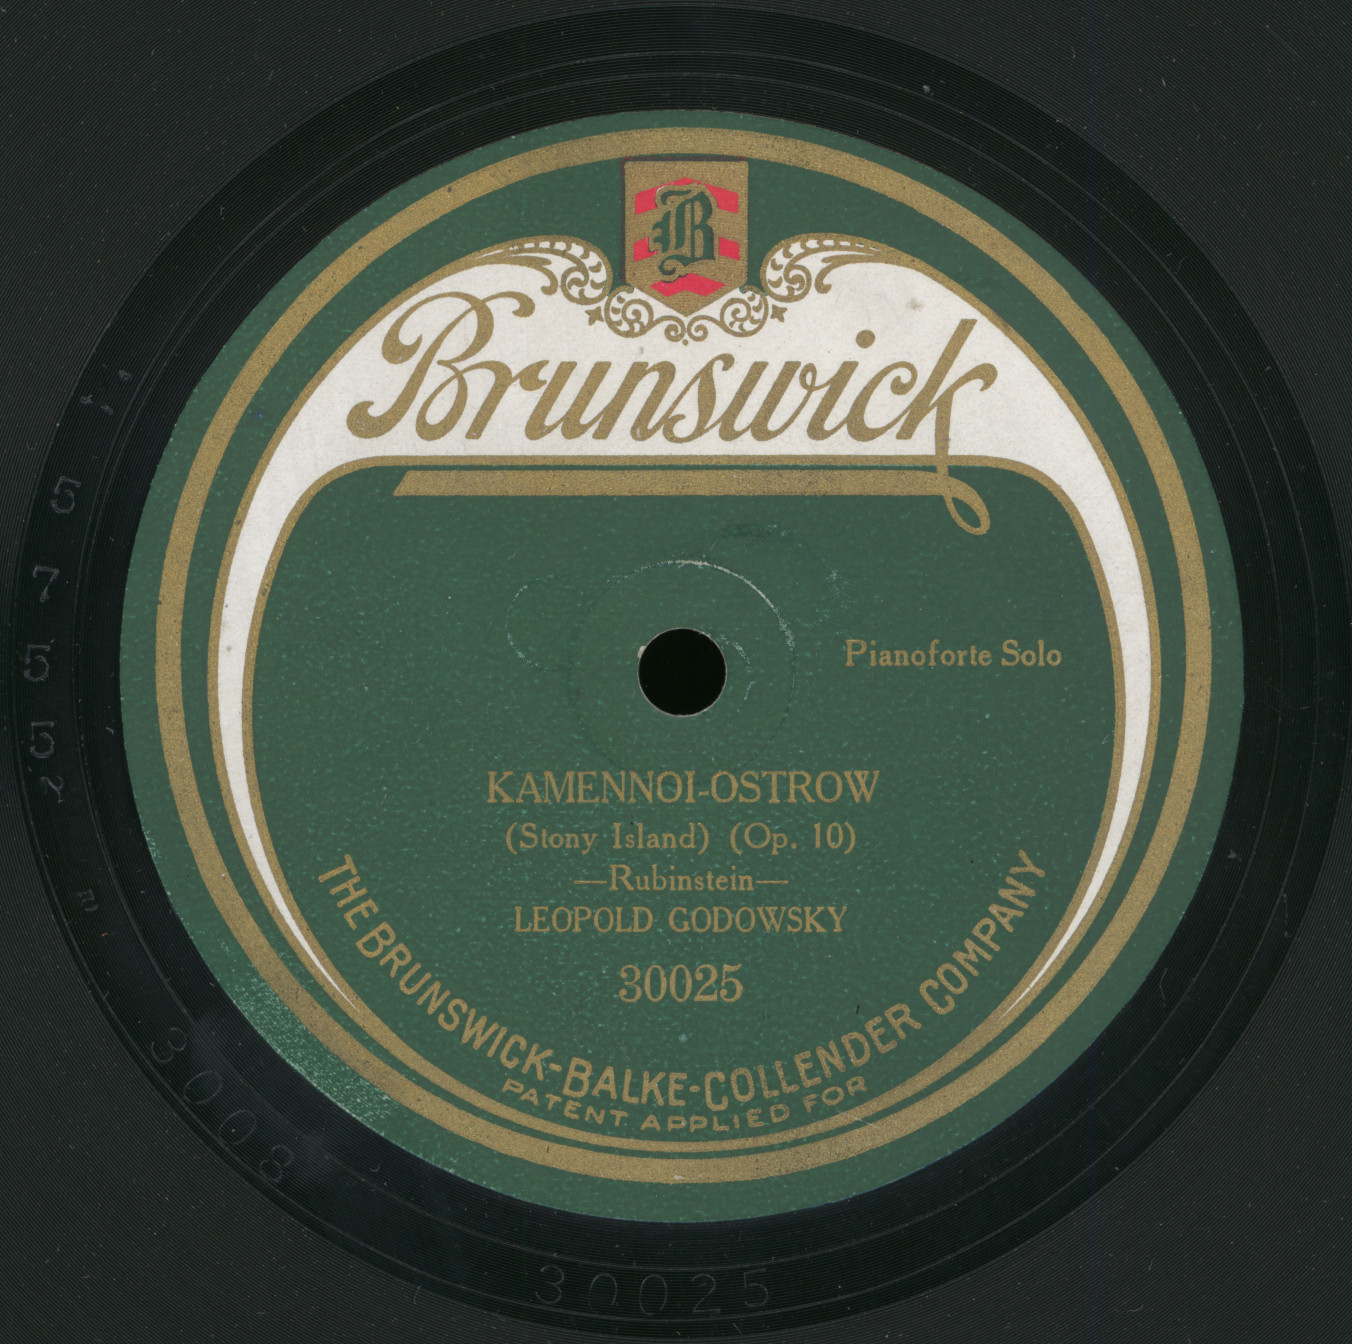 B
Brunswick
Pianoforte Solo
KAMENNOI-OSTROW
(Stony Island) (Op. 10)
—Rubinstein—
LEOPOLD GODOWSKY
30025
THE BRUNSWICK-BALKE-COLLENDER COMPANY
PATENT APPLIED FOR
3008
30025